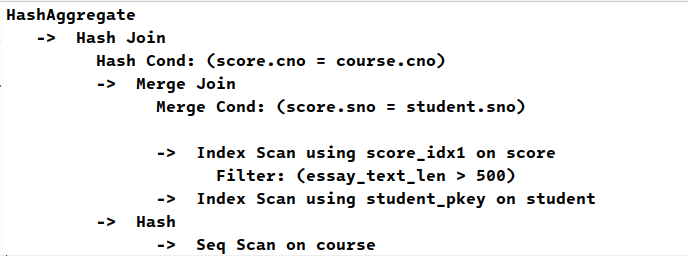 HashAggregate
-> Hash Join
Hash Cond: (score.cno = course.cno)
-> Merge Join
Merge Cond: (score.sno = student.sno)
-> Index Scan using score_idx1 on score
Filter: (essay_text_len > 500)
-> Index Scan using student_pkey on student
-> Hash
-> Seq Scan on course